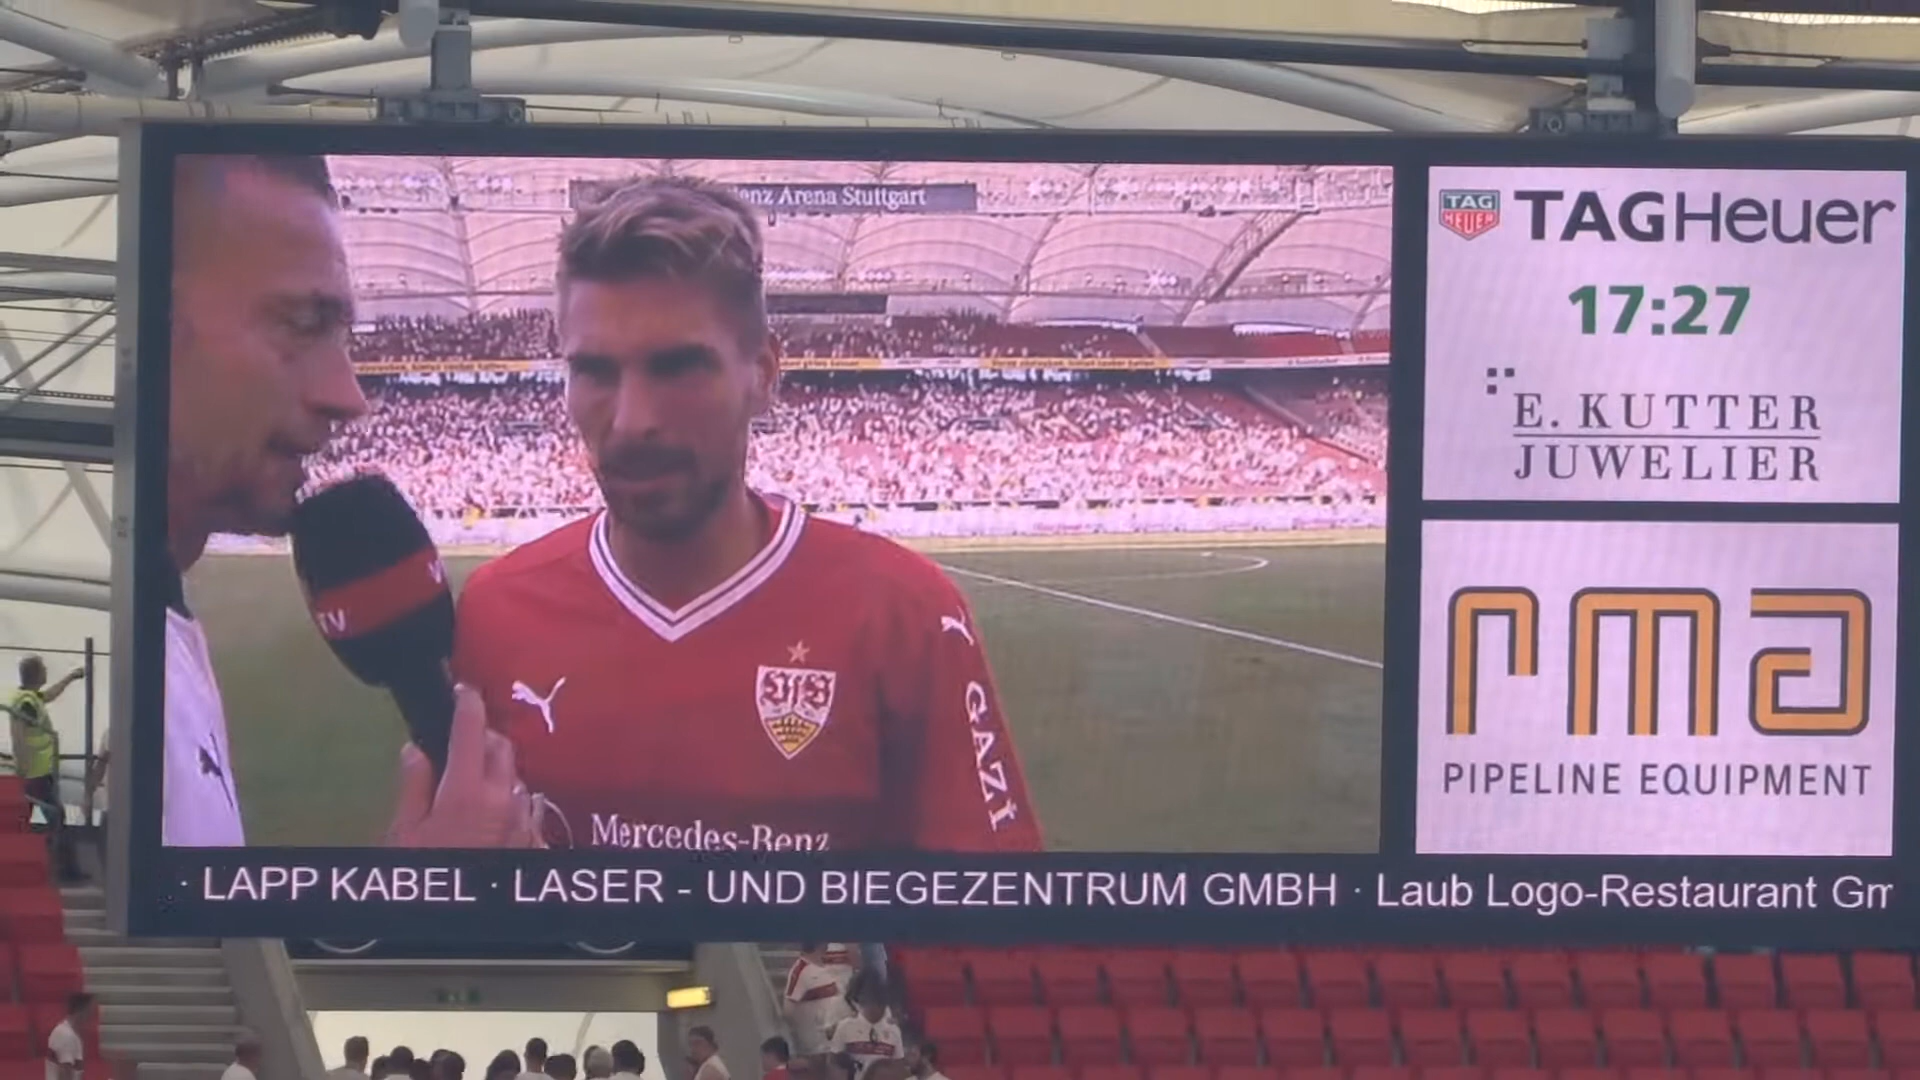 enz Arena Stuttgart
TAG
HEUER
TAGHeuer
17:27
E. KUTTER
JUWELIER
V
TV
VfB
GAZİ
Mercedes-Benz
rma
PIPELINE EQUIPMENT
· LAPP KABEL · LASER - UND BIEGEZENTRUM GMBH · Laub Logo-Restaurant Gm